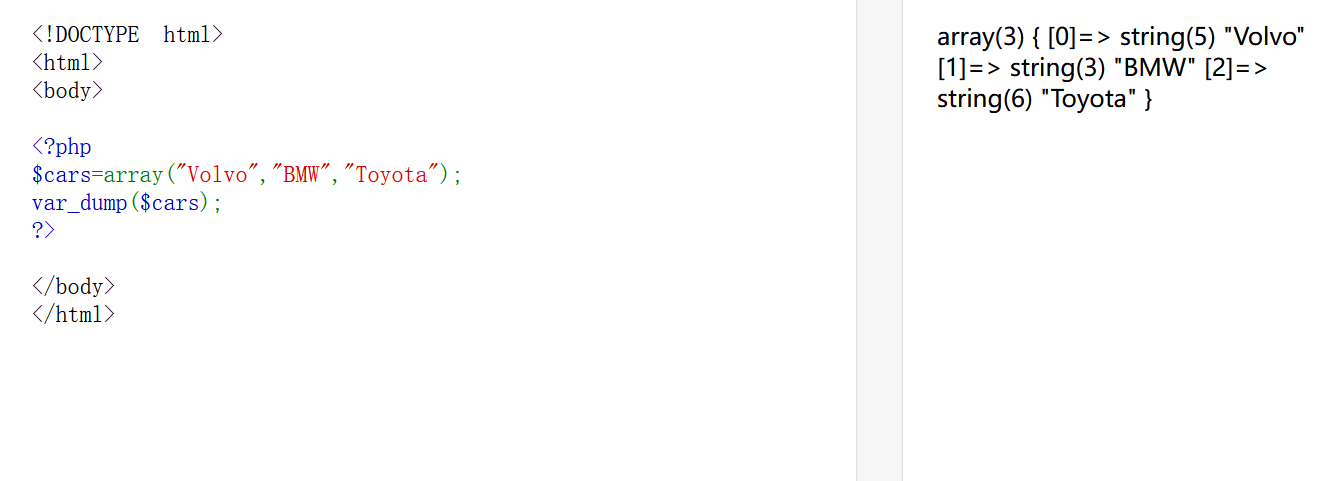 <!DOCTYPE  html>
<html>
<body>
<?php
$cars=array("Volvo","BMW","Toyota");
var_dump($cars);
?>
</body>
</html>
array(3) { [0]=> string(5) "Volvo"
[1]=> string(3) "BMW" [2]=>
string(6) "Toyota" }